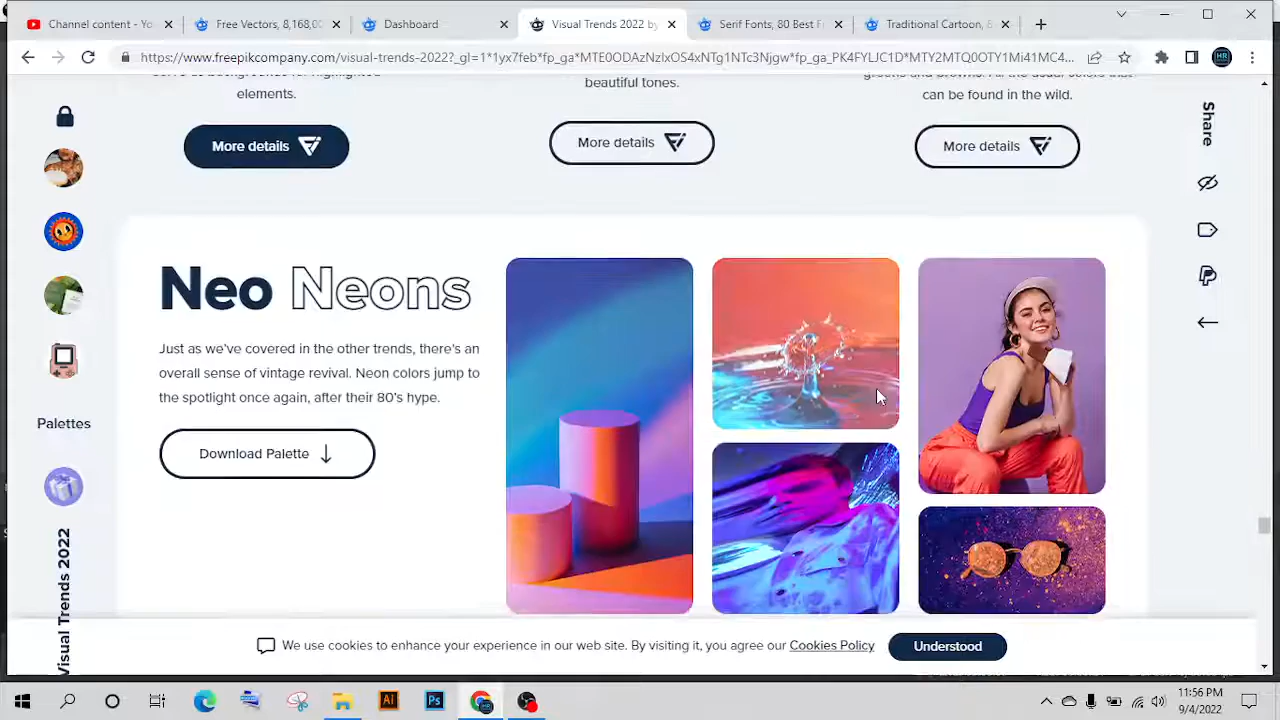 Channel content - Yo
Free Vectors, 8,168,0
Dashboard
Visual Trends 2022 by
Serif Fonts, 80 Best F
Traditional Cartoon, &
https://www.freepikcompany.com/visual-trends-2022?_gl=1*1yy7feb*fp_ga*MTE0ODAzNzIxOS4xNTg1NTc3Njgw*fp_ga_PK4FYLJC1D*MTY2MTQ0OTY1Mi41MC4...
elements.
beautiful tones.
can be found in the wild.
More details
More details
More details
Share
Neo Neons
Just as we've covered in the other trends, there's an
overall sense of vintage revival. Neon colors jump to
the spotlight once again, after their 80's hype.
Download Palette
Palettes
Visual Trends 2022
We use cookies to enhance your experience in our web site. By visiting it, you agree our Cookies Policy
Understood
11:56 PM
9/4/2022